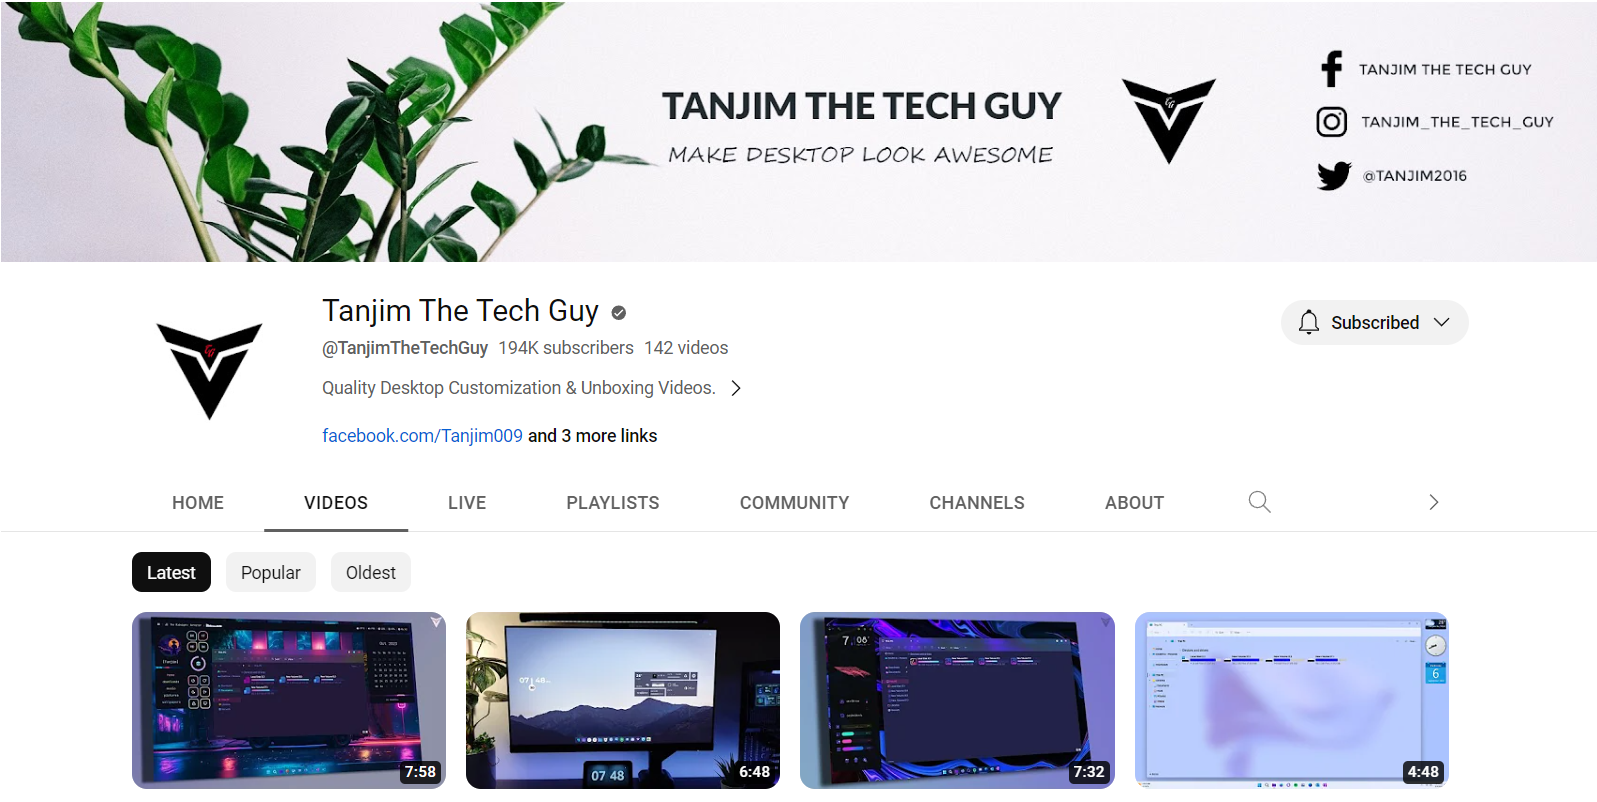 TANJIM THE TECH GUY
MAKE DESKTOP LOOK AWESOME
TANJIM THE TECH GUY
TANJIM_THE_TECH_GUY
@TANJIM2016
Tanjim The Tech Guy
@TanjimTheTechGuy 194K subscribers 142 videos
Quality Desktop Customization & Unboxing Videos.
facebook.com/Tanjim009 and 3 more links
Subscribed
HOME VIDEOS LIVE PLAYLISTS COMMUNITY CHANNELS ABOUT
Latest Popular Oldest
7:58
07 48
6:48
7:32
6
4:48